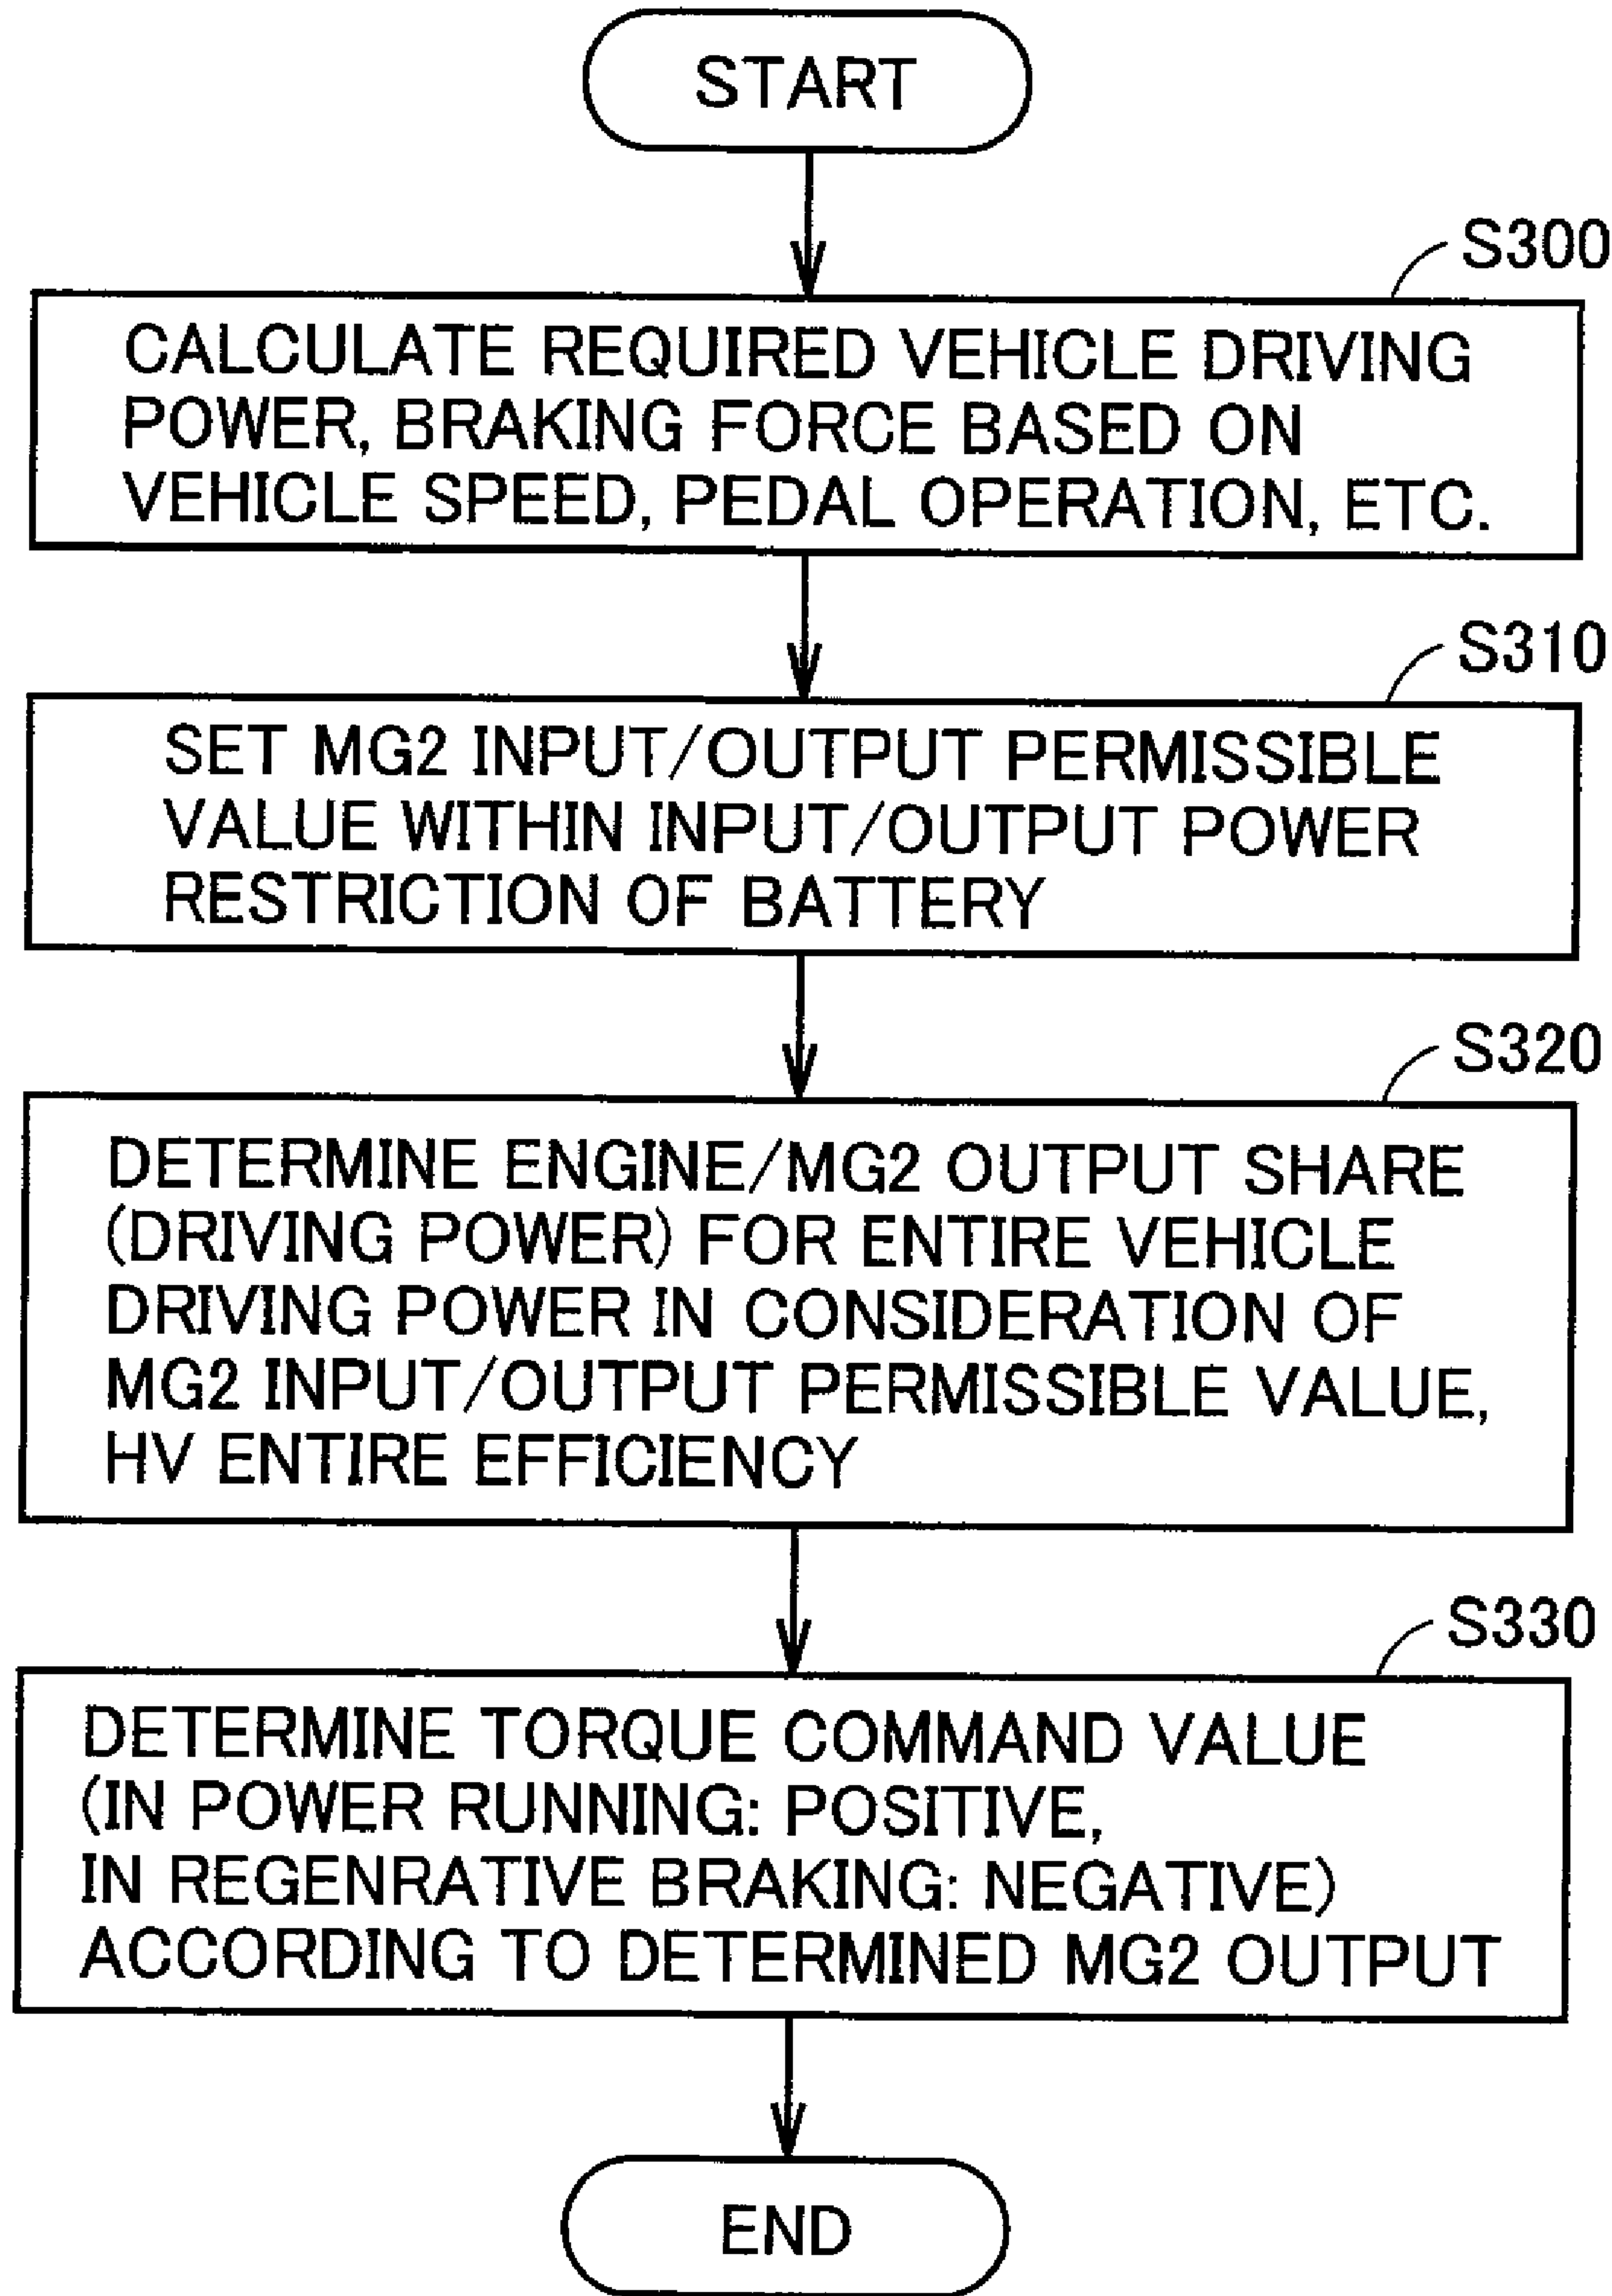 START
S300
CALCULATE REQUIRED VEHICLE DRIVING
POWER, BRAKING FORCE BASED ON
VEHICLE SPEED, PEDAL OPERATION, ETC.
S310
SET MG2 INPUT/OUTPUT PERMISSIBLE
VALUE WITHIN INPUT/OUTPUT POWER
RESTRICTION OF BATTERY
S320
DETERMINE ENGINE/MG2 OUTPUT SHARE
(DRIVING POWER) FOR ENTIRE VEHICLE
DRIVING POWER IN CONSIDERATION OF
MG2 INPUT/OUTPUT PERMISSIBLE VALUE,
HV ENTIRE EFFICIENCY
S330
DETERMINE TORQUE COMMAND VALUE
(IN POWER RUNNING: POSITIVE,
IN REGENRATIVE BRAKING: NEGATIVE)
ACCORDING TO DETERMINED MG2 OUTPUT
END